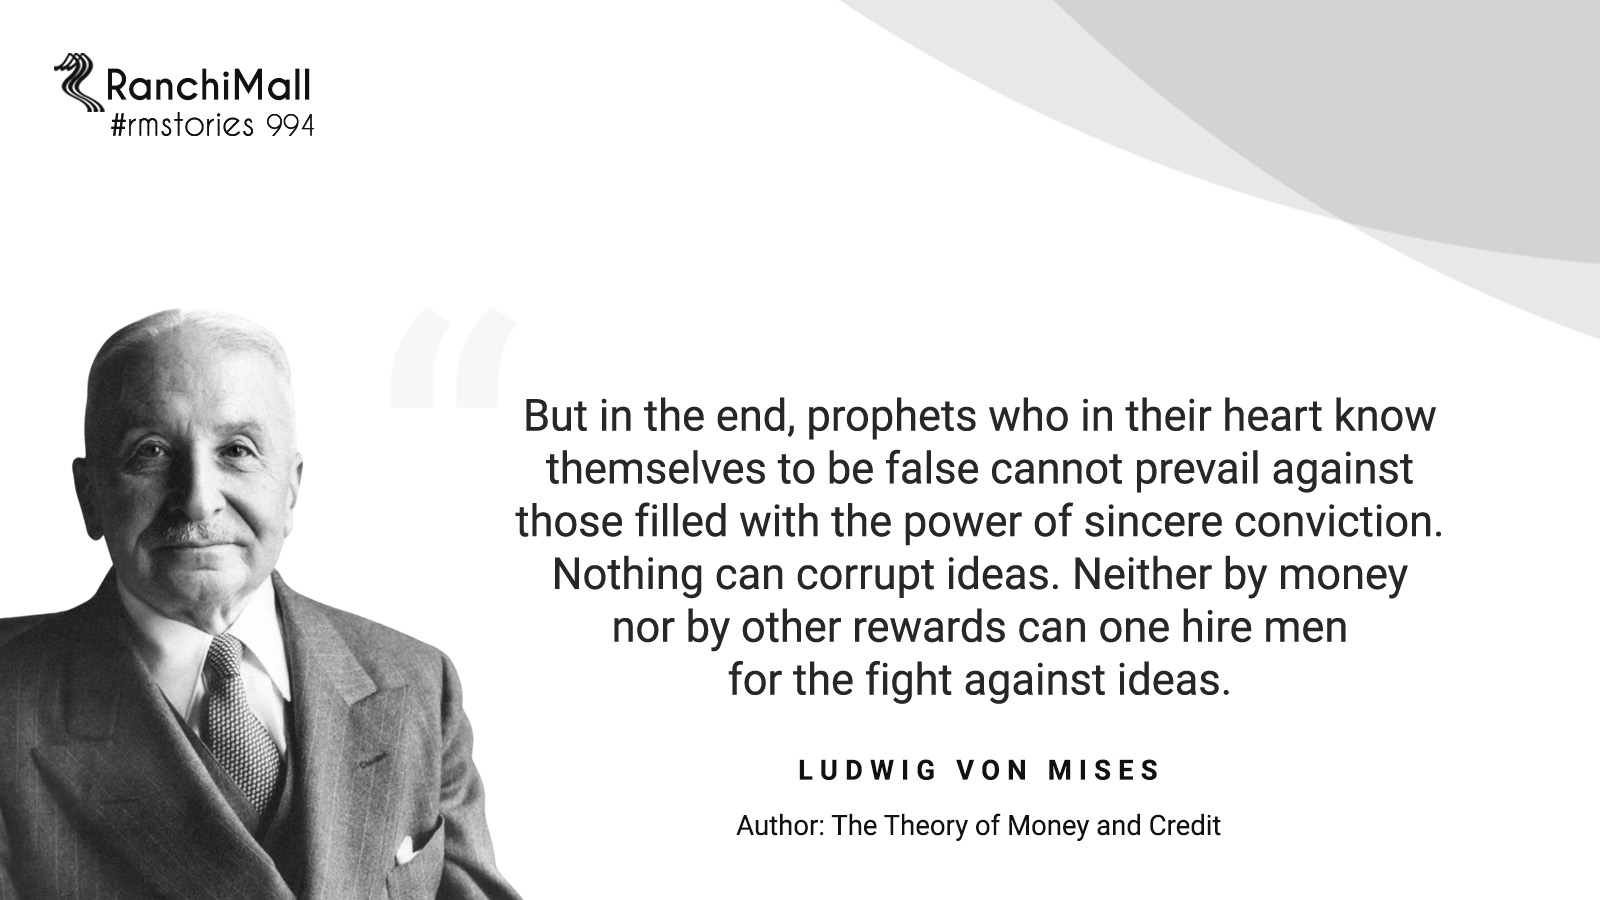 RanchiMall
#rmstories 994
“
But in the end, prophets who in their heart know
themselves to be false cannot prevail against
those filled with the power of sincere conviction.
Nothing can corrupt ideas. Neither by money
nor by other rewards can one hire men
for the fight against ideas.
LUDWIG VON MISES
Author: The Theory of Money and Credit